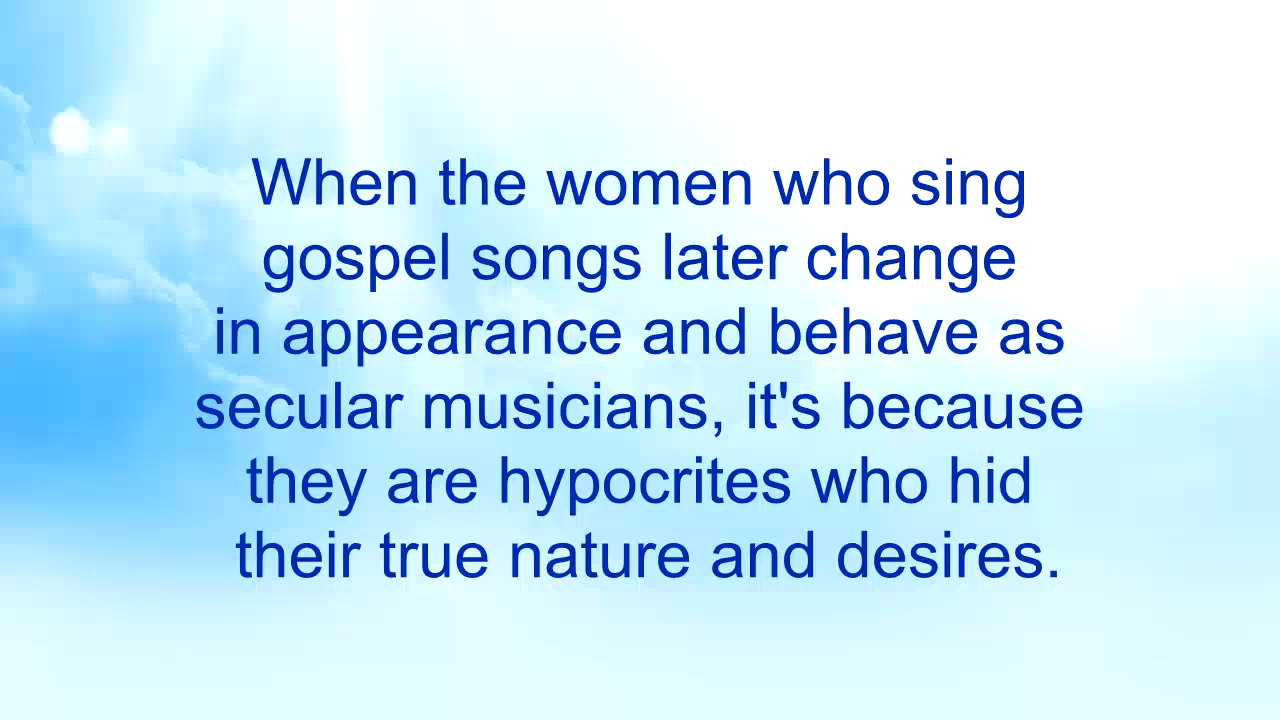 When the women who sing
gospel songs later change
in appearance and behave as
secular musicians, it's because
they are hypocrites who hid
their true nature and desires.